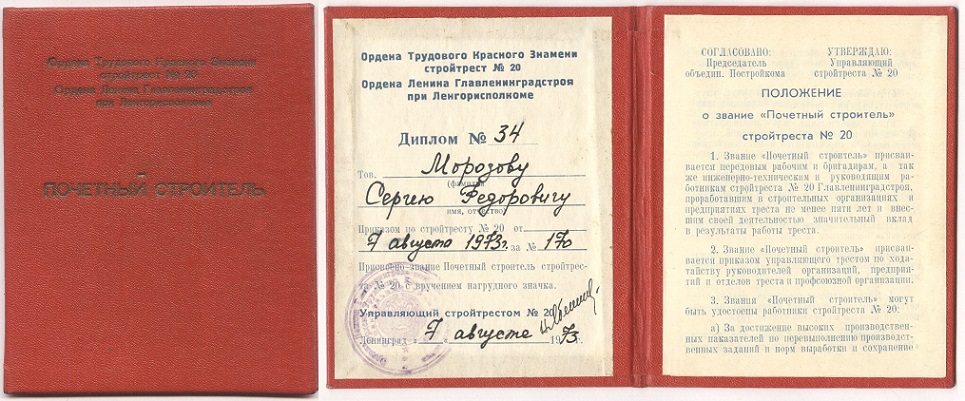 Ордена Трудового Красного Знамени
стройтрест № 20
Ордена Ленина Главленинградстроя
при Ленгорисполкоме
ПОЧЕТНЫЙ СТРОИТЕЛЬ
Ордена Трудового Красного Знамени
стройтрест № 20
Ордена Ленина Главленинградстроя
при Ленгорисполкоме
Диплом № 34
Тов. Морозову
(фамилия)
Сергею Федоровичу
имя, отчество
Приказом по стройтресту № 20 от
7 августа 1973г. за № 170
Присвоено звание Почетный строитель стройтрес-
та № 20 с вручением нагрудного значка.
Управляющий стройтрестом № 20
Ленинград „ 7 “ августа 1973г.
СОГЛАСОВАНО:
Председатель
объедин. Постройкома
УТВЕРЖДАЮ:
Управляющий
стройтреста № 20
ПОЛОЖЕНИЕ
о звание «Почетный строитель»
стройтреста № 20
1. Звание «Почетный строитель» присваи-
вается передовым рабочим и бригадирам, а так
же инженерно-техническим и руководящим ра-
ботникам стройтреста № 20 Главленинградстроя,
проработавшим в строительных организациях и
предприятиях треста не менее пяти лет и внес-
шим своей деятельностью значительный вклад
в результаты работы треста.
2. Звание «Почетный строитель» присваи-
вается приказом управляющего трестом по хода-
тайству руководителей организаций, предприя-
тий и отделов треста и профсоюзной организации.
3. Звания «Почетный строитель» могут
быть удостоены работники стройтреста № 20:
а) За достижение высоких производствен-
ных показателей по перевыполнению производст-
венных заданий и норм выработки и сохранение